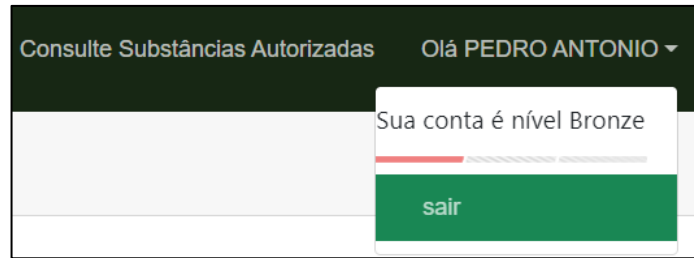 Consulte Substâncias Autorizadas Olá PEDRO ANTONIO
Sua conta é nível Bronze
sair